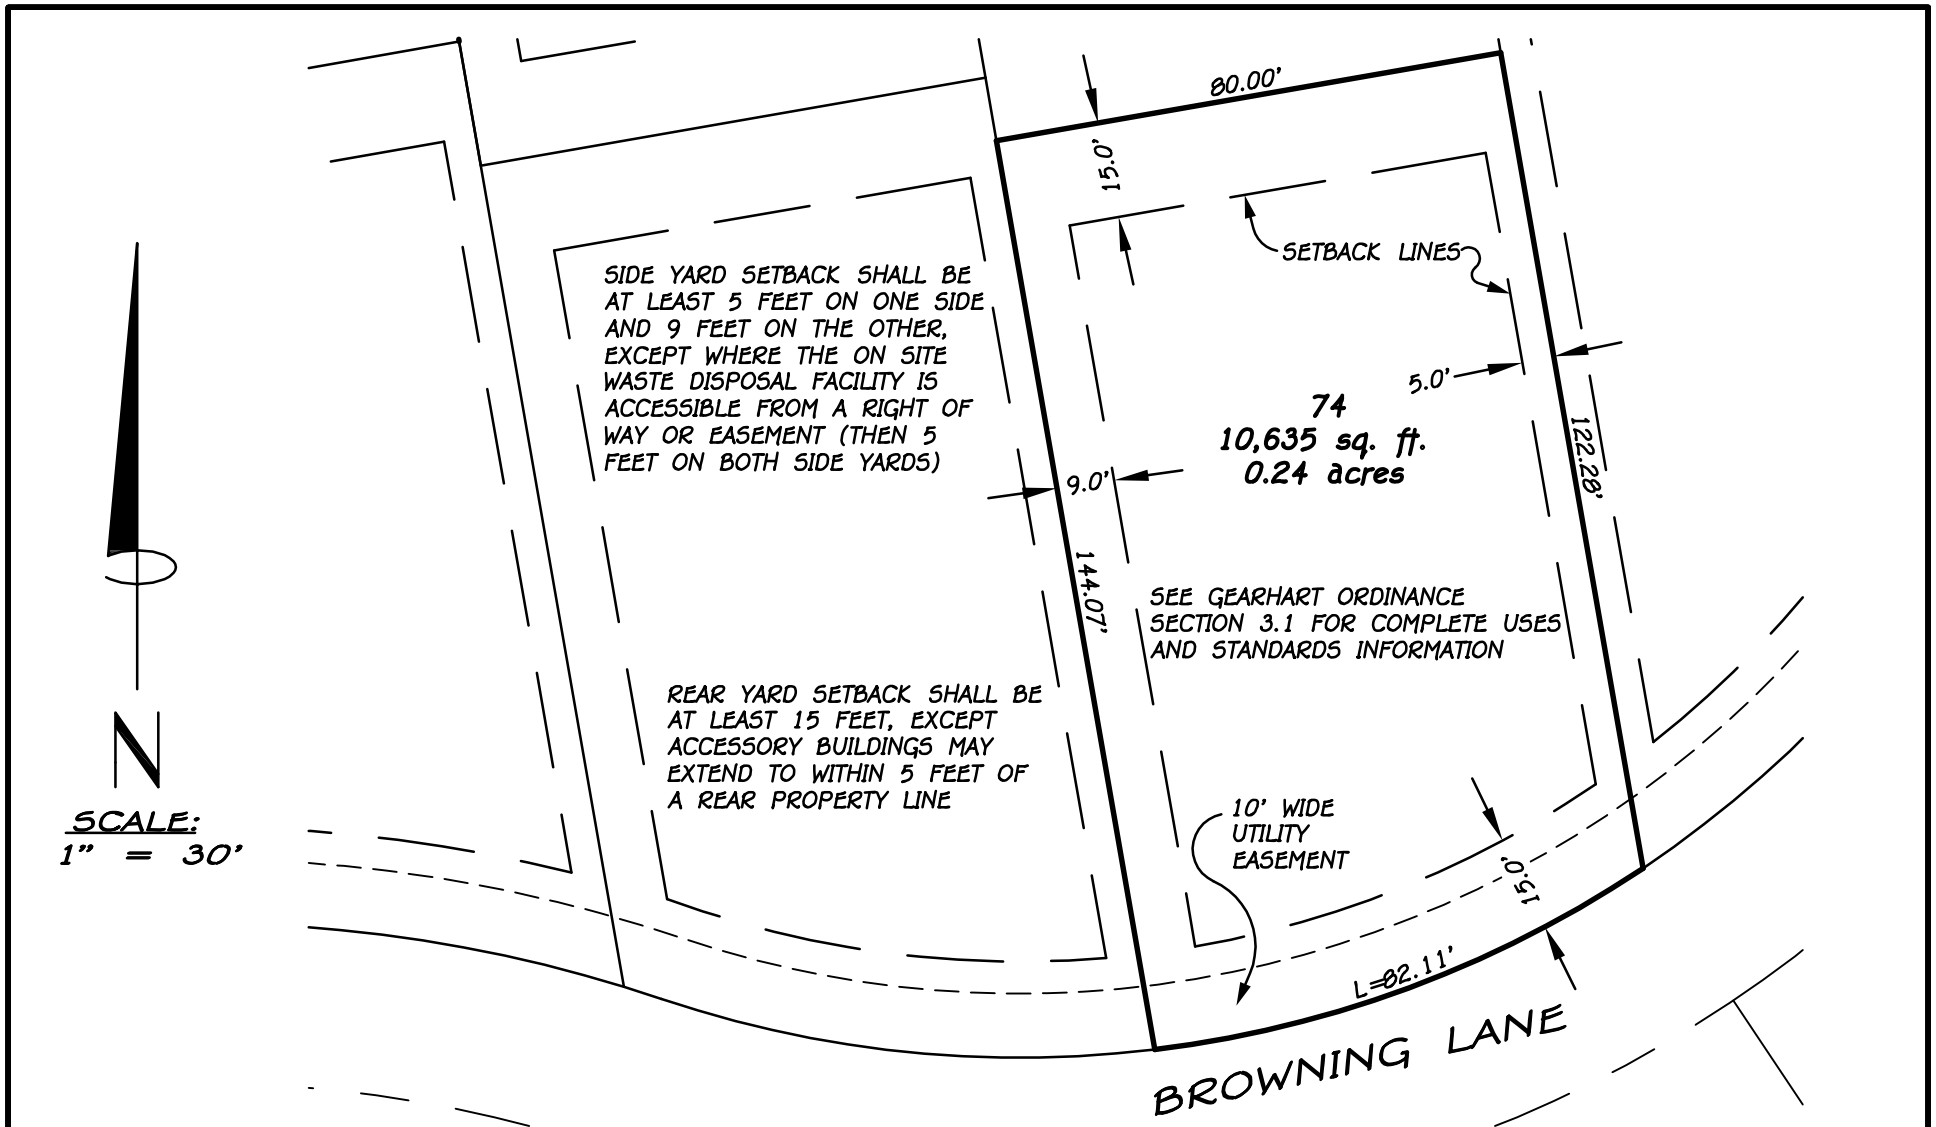 80.00'
15.0'
SETBACK LINES
SIDE YARD SETBACK SHALL BE
AT LEAST 5 FEET ON ONE SIDE
AND 9 FEET ON THE OTHER,
EXCEPT WHERE THE ON SITE
WASTE DISPOSAL FACILITY IS
ACCESSIBLE FROM A RIGHT OF
WAY OR EASEMENT (THEN 5
FEET ON BOTH SIDE YARDS)
5.0'
74
10,635 sq. ft.
0.24 acres
122.28'
9.0'
144.07'
SEE GEARHART ORDINANCE
SECTION 3.1 FOR COMPLETE USES
AND STANDARDS INFORMATION
REAR YARD SETBACK SHALL BE
AT LEAST 15 FEET, EXCEPT
ACCESSORY BUILDINGS MAY
EXTEND TO WITHIN 5 FEET OF
A REAR PROPERTY LINE
N
SCALE:
1" = 30'
10' WIDE
UTILITY
EASEMENT
15.0'
L=82.11'
BROWNING LANE